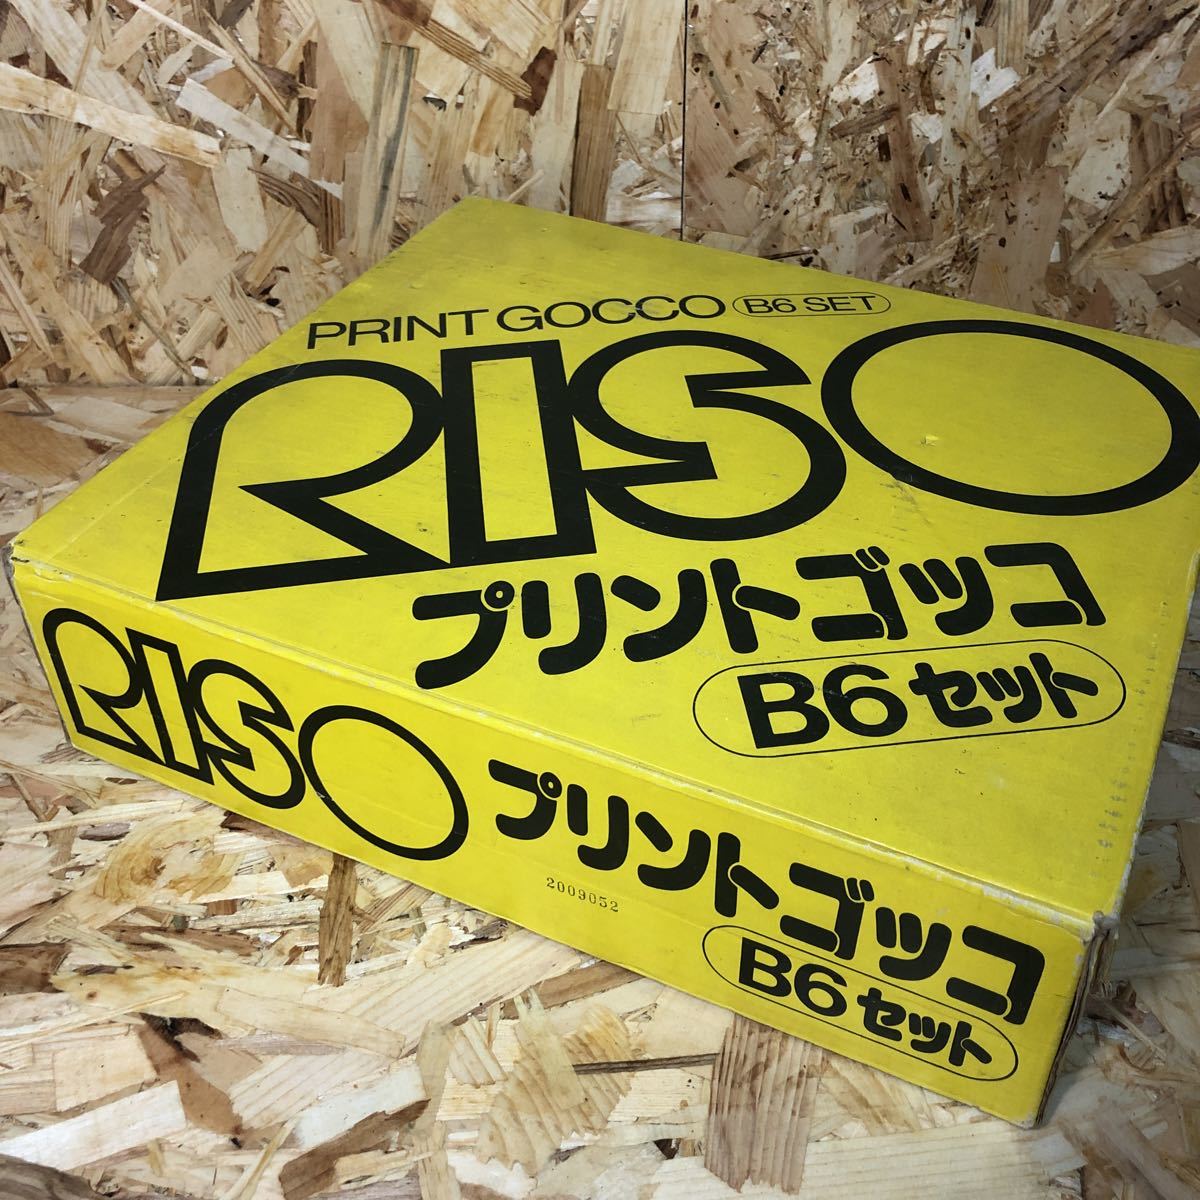 PRINT GOCCO B6 SET
RISO
プリントゴッコ
B6セット
RISO プリントゴッコ
2009052
B6セット